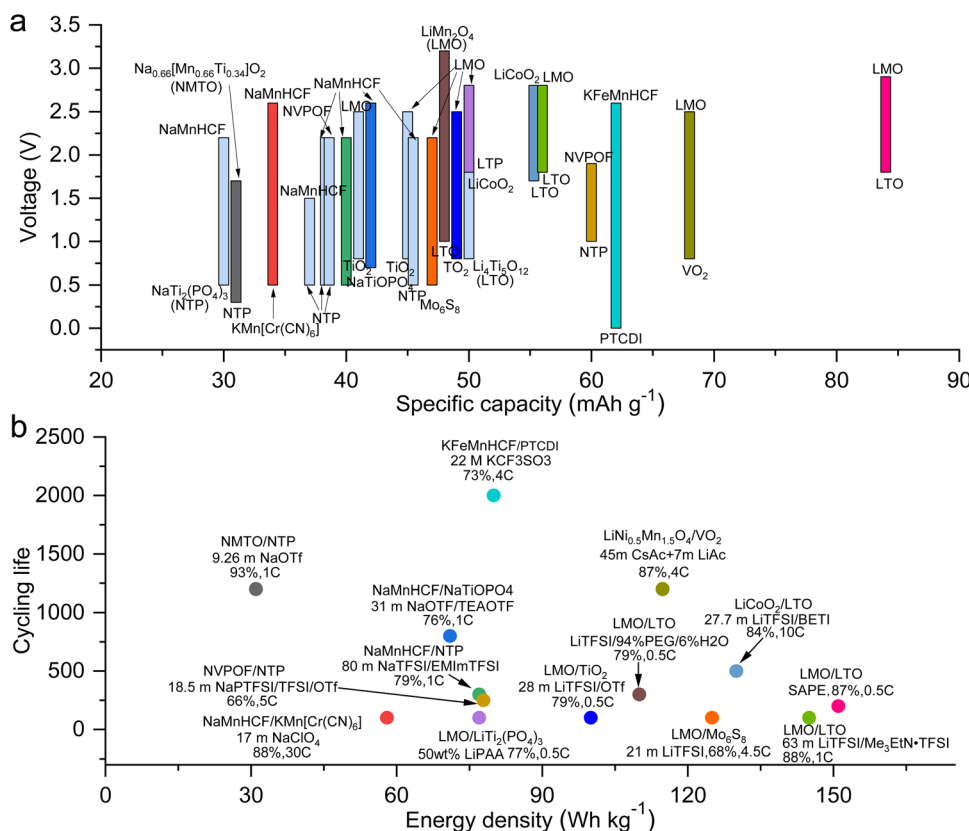 a
3.5
3.0
2.5
2.0
1.5
1.0
0.5
0.0
Voltage (V)
20
30
40
50
60
70
80
90
Specific capacity (mAh g⁻¹)
Na₀.₆₆[Mn₀.₆₆Ti₀.₃₄]O₂
(NMTO)
NaMnHCF
NaTi₂(PO₄)₃
(NTP)
NTP
NaMnHCF
KMn[Cr(CN)₆]
NaMnHCF
NVPOF
LMO
NaMnHCF
NTP
TiO₂
NaTiOPO₄
LiMn₂O₄
(LMO)
LMO
TiO₂
NTP
Mo₆S₈
LTO
TO₂
LTP
LiCoO₂
Li₄Ti₅O₁₂
(LTO)
LiCoO₂
LMO
LTO
LTO
NVPOF
NTP
KFeMnHCF
PTCDI
LMO
VO₂
LMO
LTO
b
2500
2000
1500
1000
500
0
Cycling life
0
30
60
90
120
150
Energy density (Wh kg⁻¹)
KFeMnHCF/PTCDI
22 M KCF3SO3
73%,4C
NMTO/NTP
9.26 m NaOTf
93%,1C
LiNi₀.₅Mn₁.₅O₄/VO₂
45m CsAc+7m LiAc
87%,4C
NaMnHCF/NaTiOPO4
31 m NaOTF/TEAOTF
76%,1C
NaMnHCF/NTP
80 m NaTFSI/EMImTFSI
79%,1C
NVPOF/NTP
18.5 m NaPTFSI/TFSI/OTf
66%,5C
NaMnHCF/KMn[Cr(CN)₆]
17 m NaClO₄
88%,30C
LMO/LiTi₂(PO₄)₃
50wt% LiPAA 77%,0.5C
LMO/TiO₂
28 m LiTFSI/OTf
79%,0.5C
LMO/LTO
LiTFSI/94%PEG/6%H2O
79%,0.5C
LiCoO₂/LTO
27.7 m LiTFSI/BETI
84%,10C
LMO/Mo₆S₈
21 m LiTFSI,68%,4.5C
LMO/LTO
SAPE,87%,0.5C
LMO/LTO
63 m LiTFSI/Me₃EtN•TFSI
88%,1C